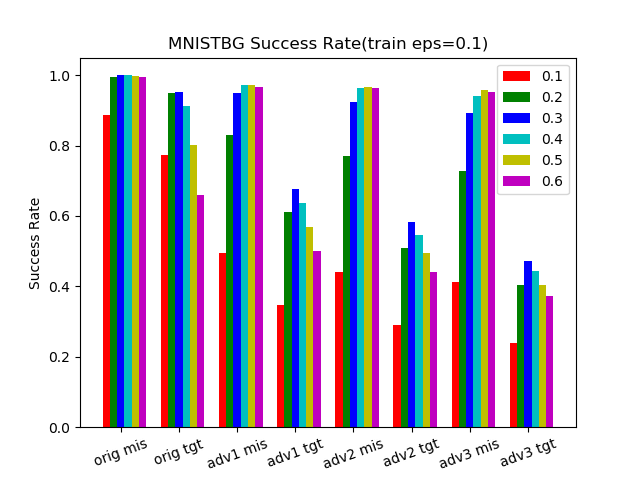 MNISTBG Success Rate(train eps=0.1)
Success Rate
1.0
0.8
0.6
0.4
0.2
0.0
0.1
0.2
0.3
0.4
0.5
0.6
orig mis
orig tgt
adv1 mis
adv1 tgt
adv2 mis
adv2 tgt
adv3 mis
adv3 tgt